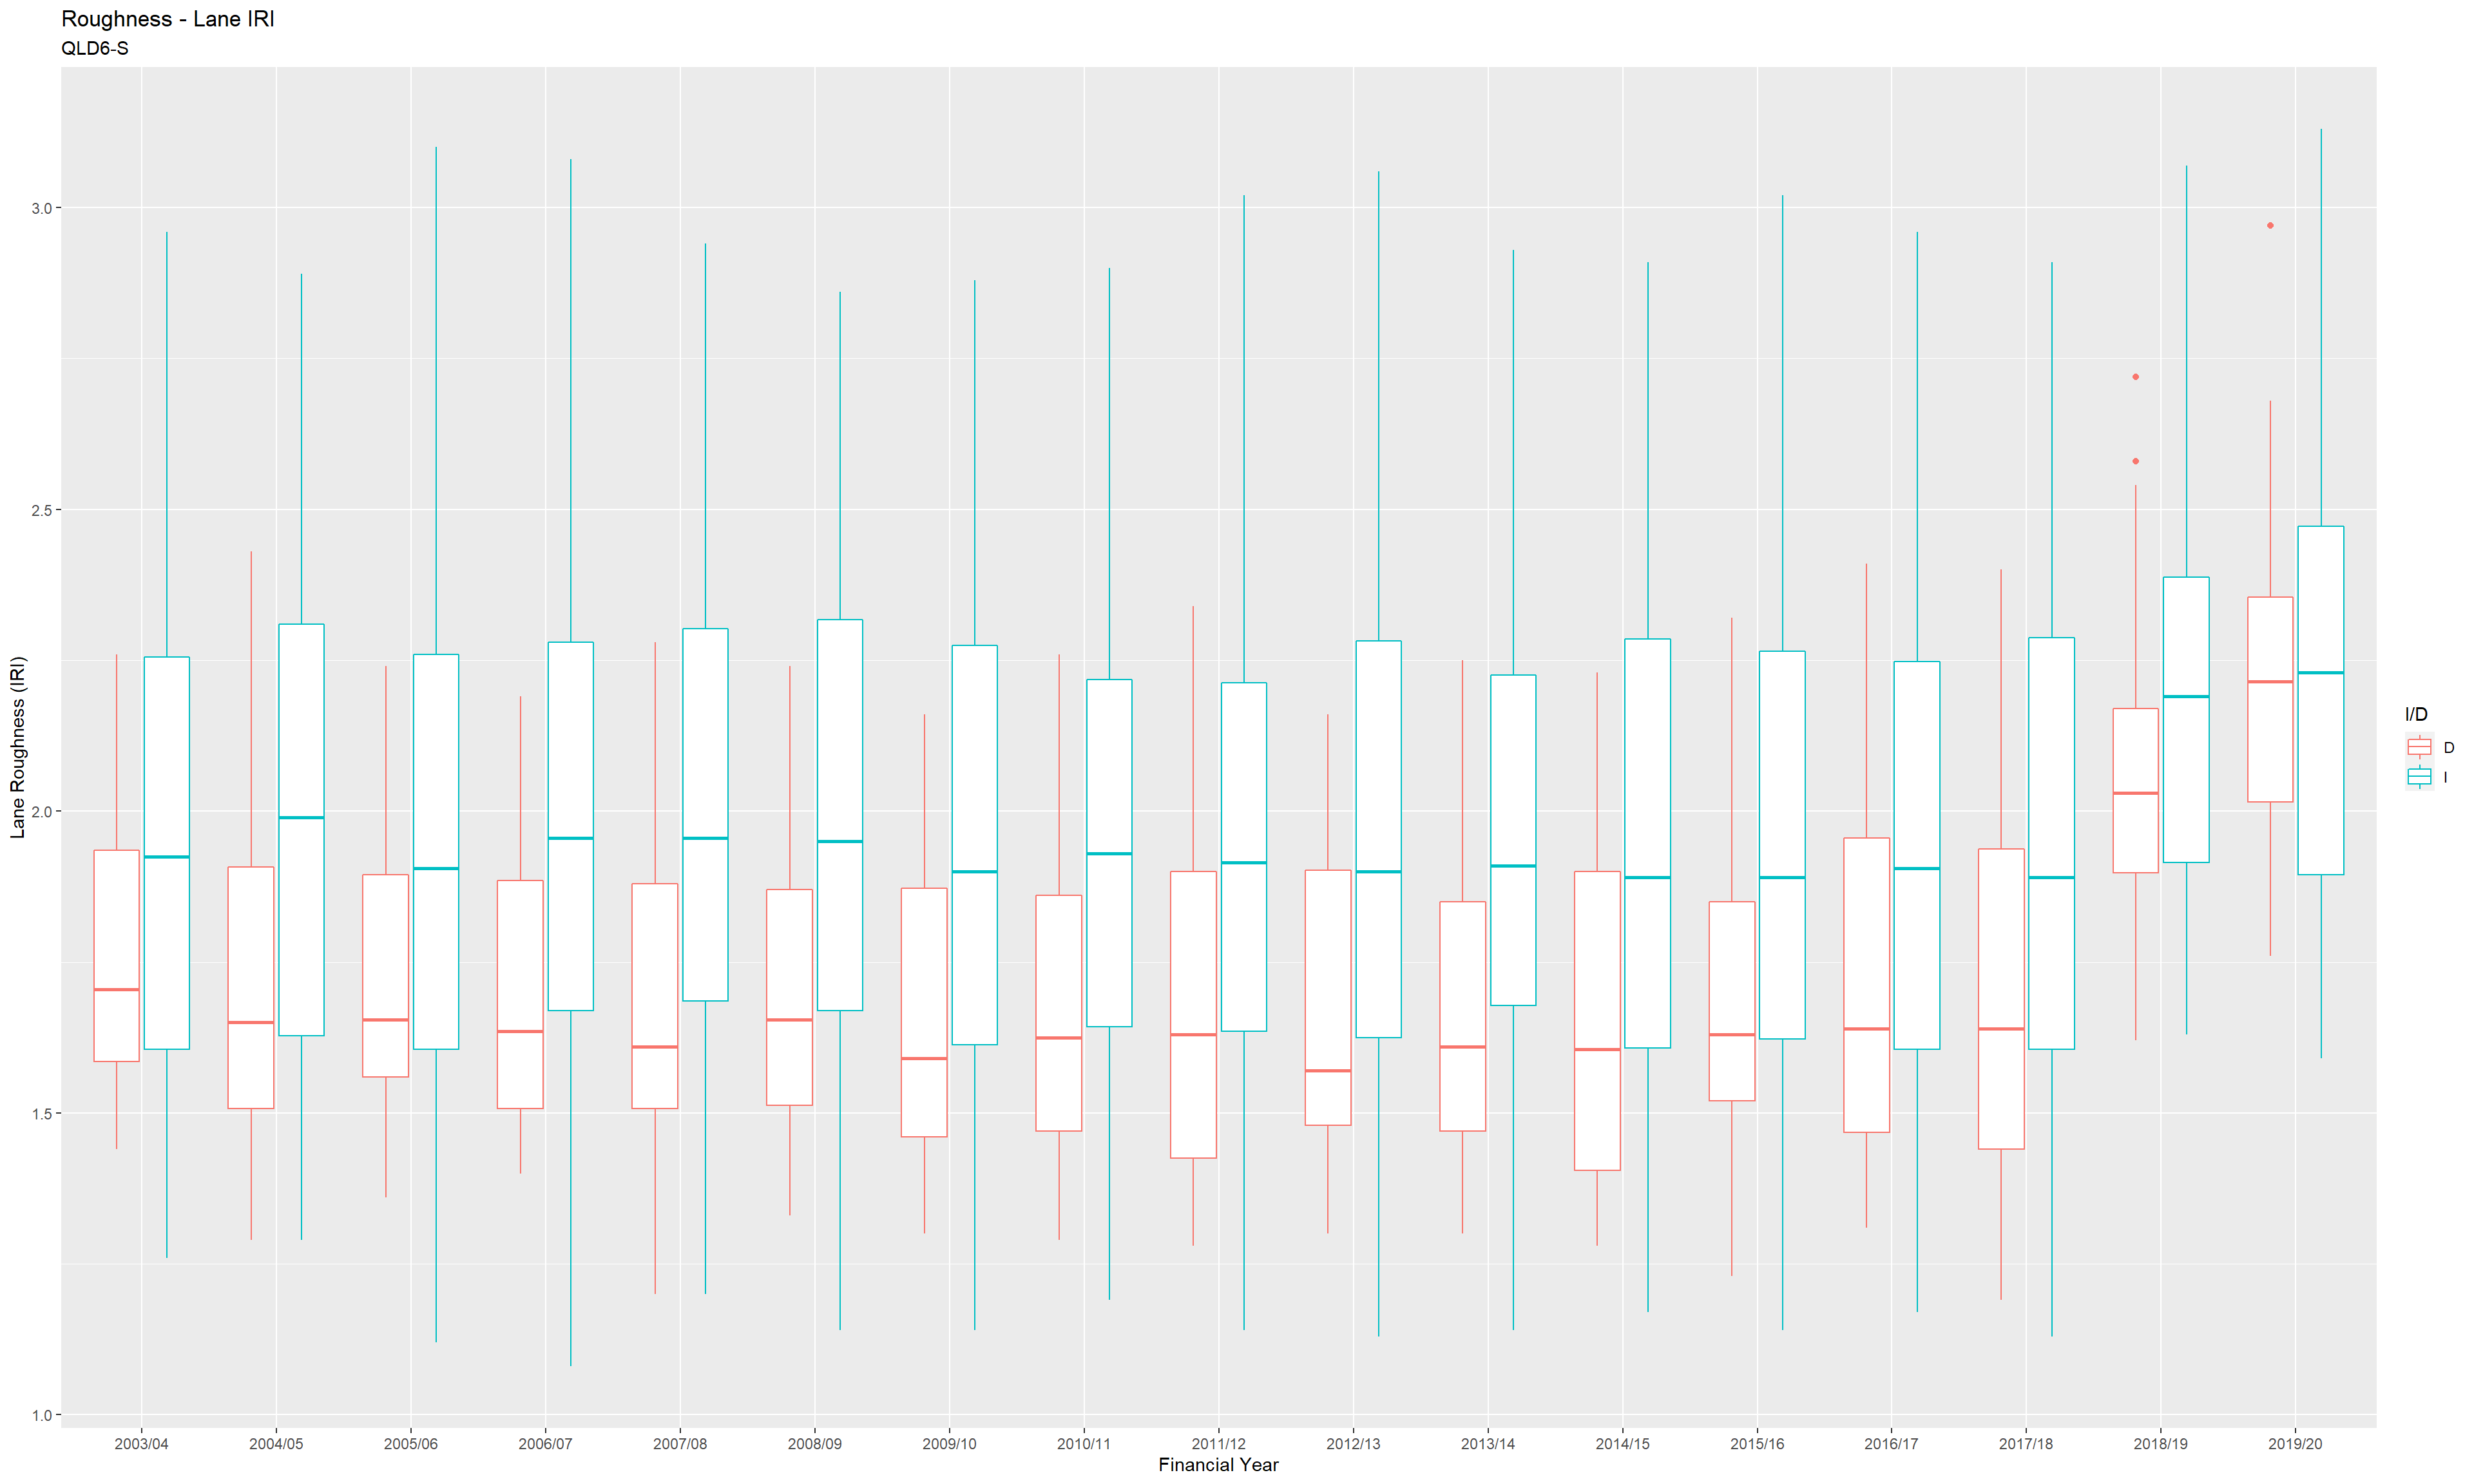 Roughness - Lane IRI
QLD6-S
Lane Roughness (IRI)
3.0
2.5
2.0
1.5
1.0
2003/04 2004/05 2005/06 2006/07 2007/08 2008/09 2009/10 2010/11 2011/12 2012/13 2013/14 2014/15 2015/16 2016/17 2017/18 2018/19 2019/20
Financial Year
I/D
D
I